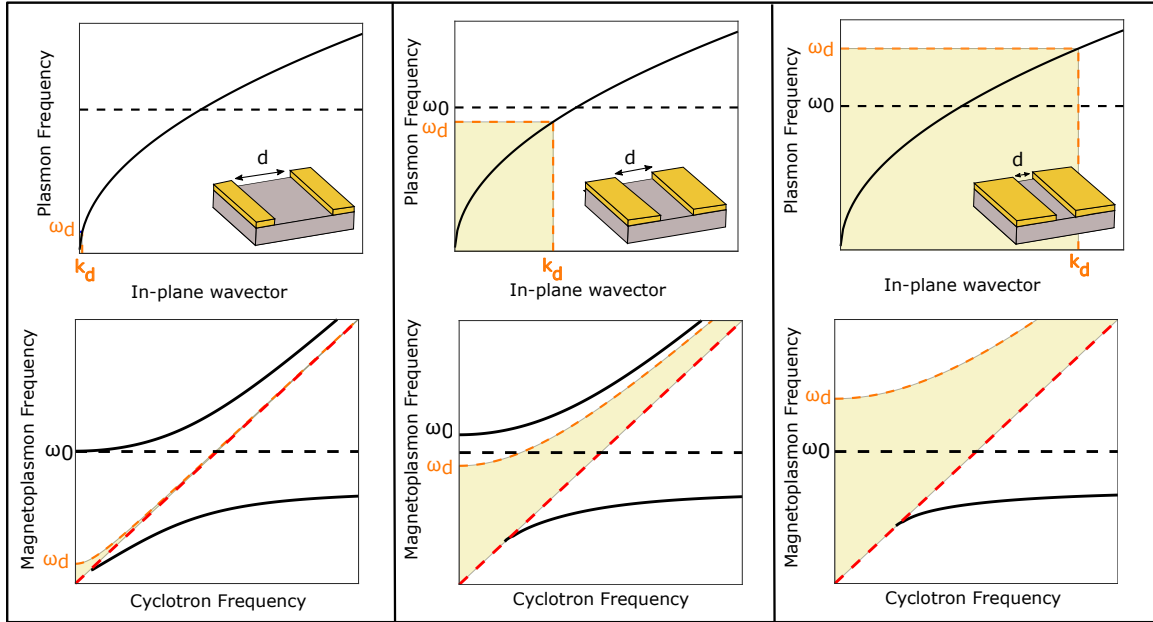 Plasmon Frequency
ωd
kd
d
In-plane wavector
Plasmon Frequency
ω0
ωd
kd
d
In-plane wavector
Plasmon Frequency
ωd
ω0
kd
d
In-plane wavector
Magnetoplasmon Frequency
ω0
ωd
Cyclotron Frequency
Magnetoplasmon Frequency
ω0
ωd
Cyclotron Frequency
Magnetoplasmon Frequency
ωd
ω0
Cyclotron Frequency